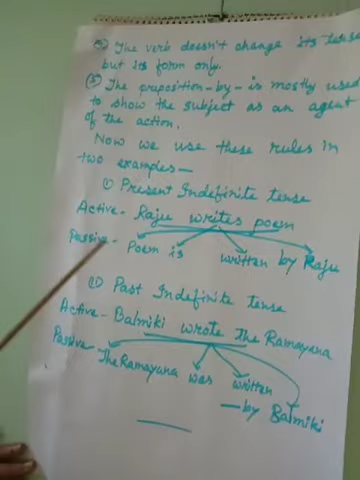 ④ The verb doesn't change its tense
but its form only.
⑤ The preposition - by - is mostly used
to show the subject as an agent
of the action.
Now we use these rules in
two examples—
① Present Indefinite tense
Active - Raju writes poem
Passive - Poem is written by Raju
② Past Indefinite tense
Active - Balmiki wrote The Ramayana
Passive - The Ramayana was written
— by Balmiki